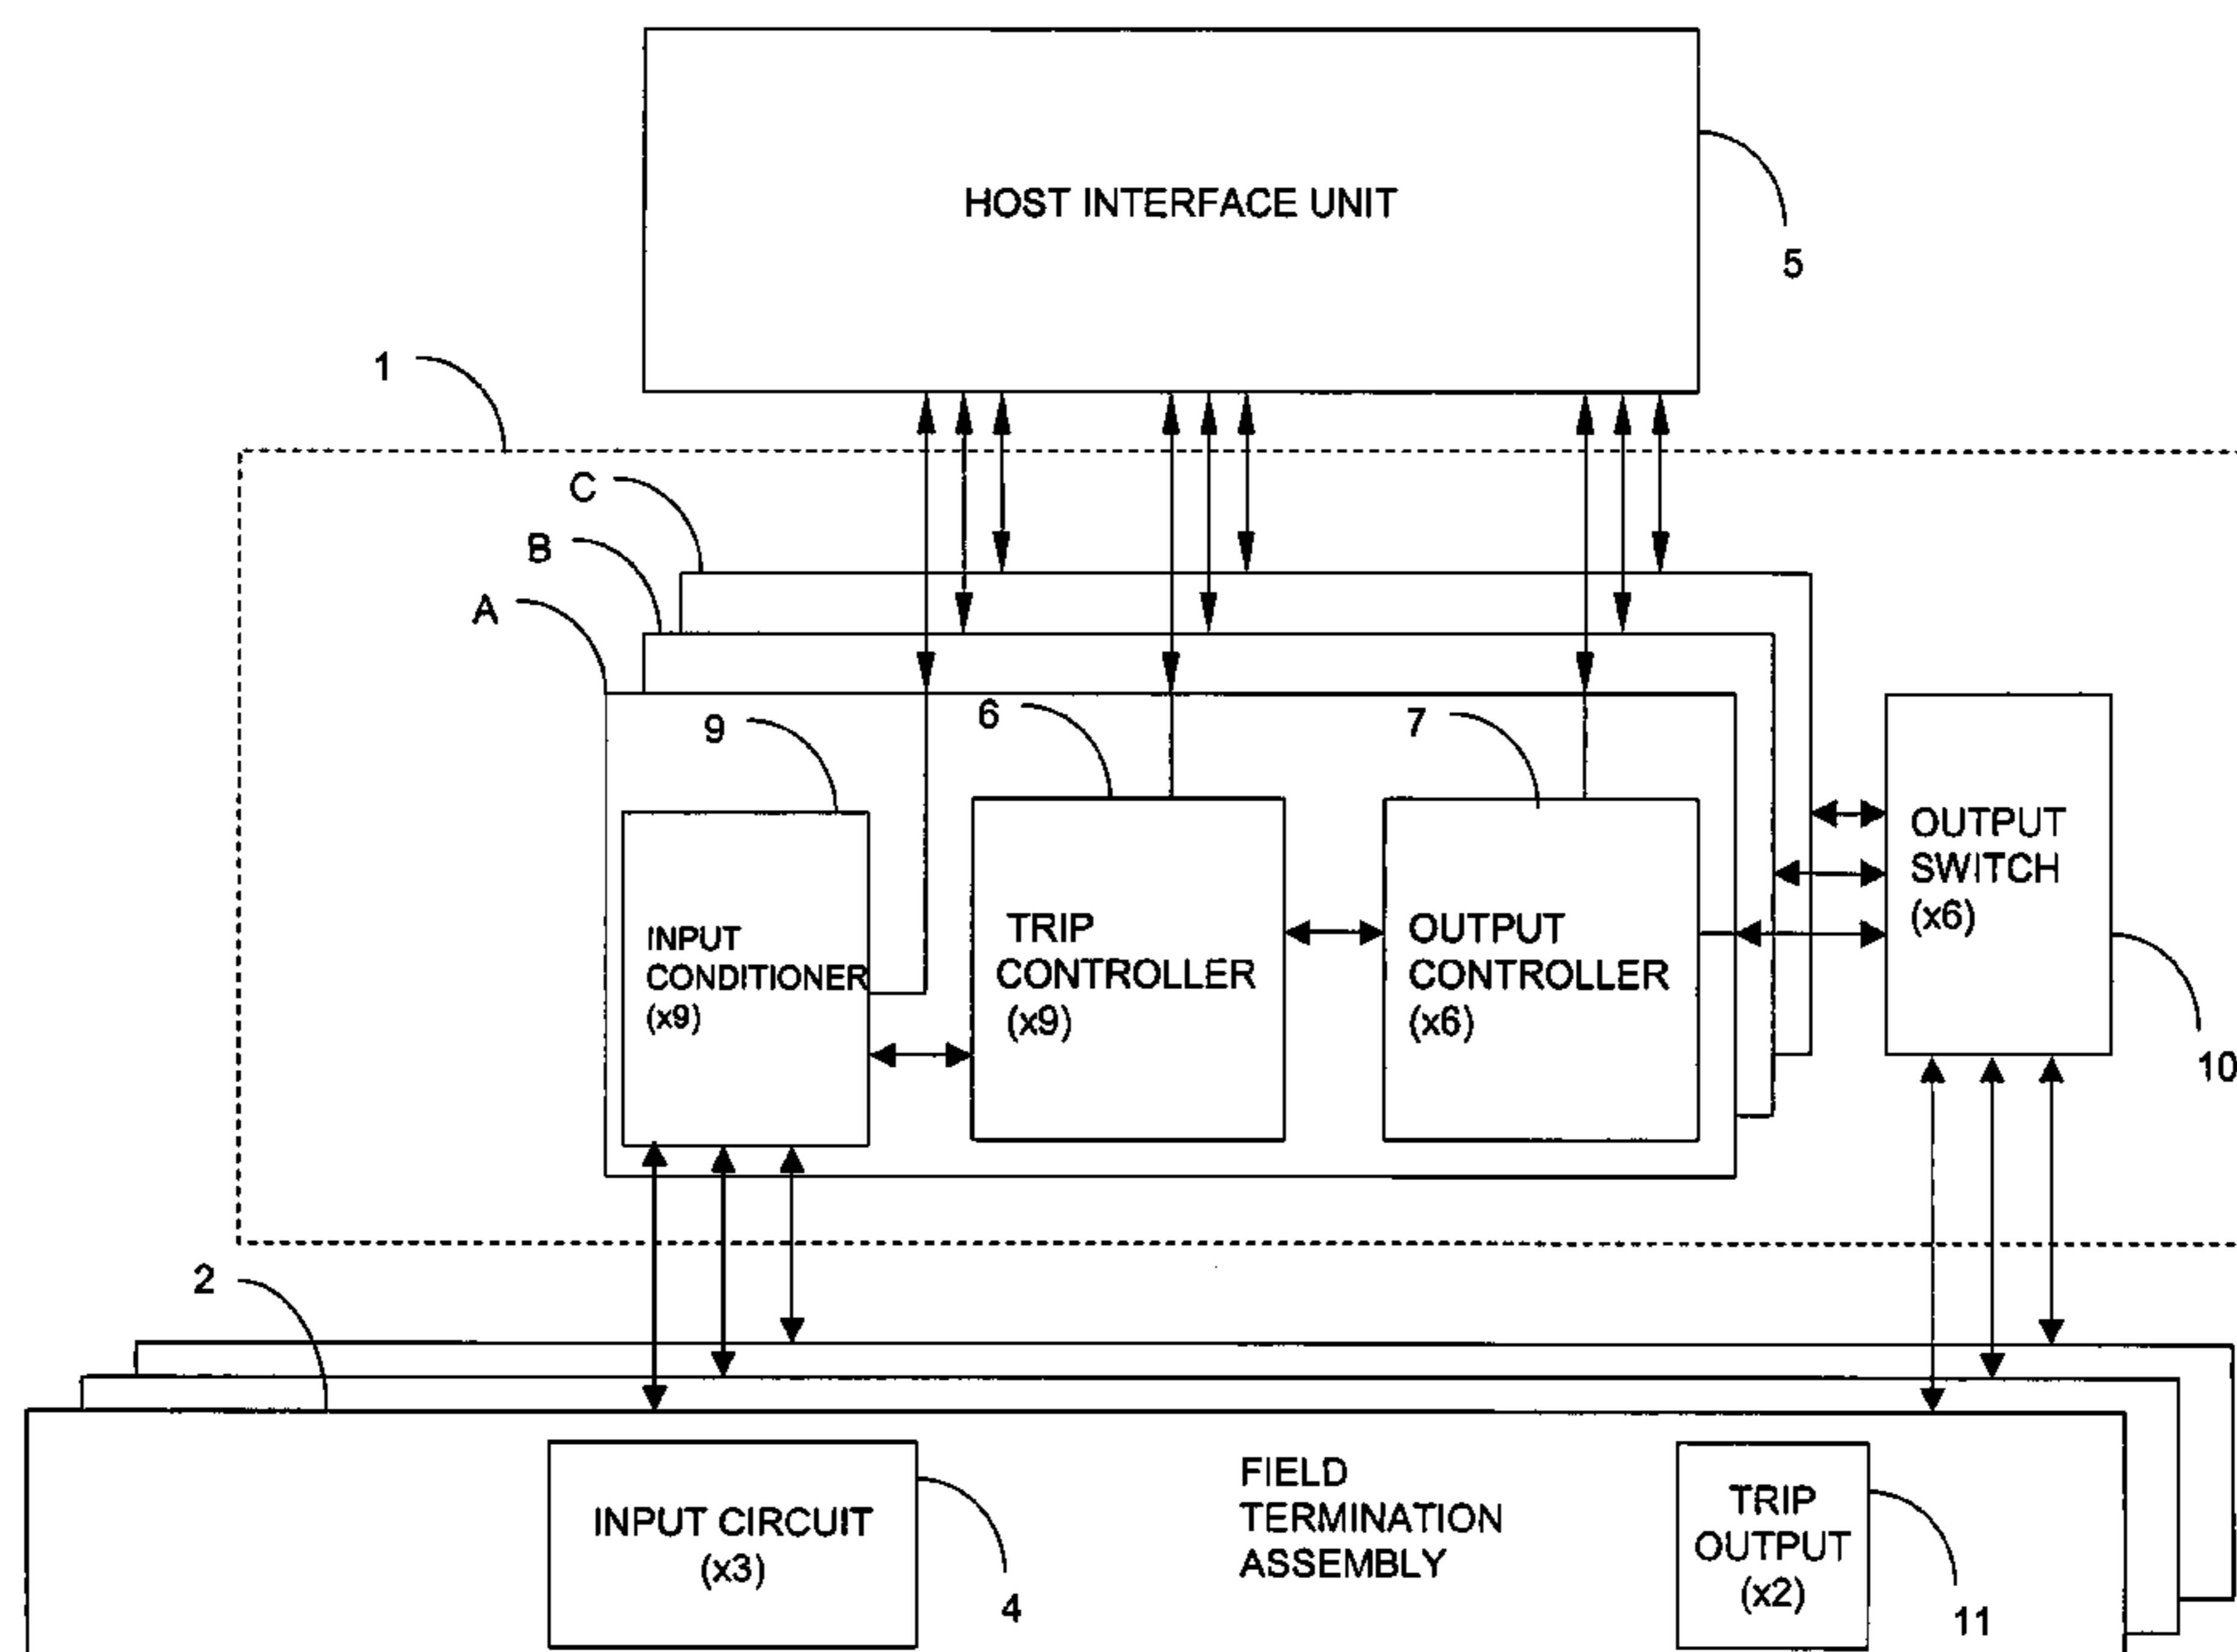 HOST INTERFACE UNIT
5
1
C
B
A
9
6
7
INPUT
CONDITIONER
(x9)
TRIP
CONTROLLER
(x9)
OUTPUT
CONTROLLER
(x6)
OUTPUT
SWITCH
(x6)
10
2
INPUT CIRCUIT
(x3)
4
FIELD
TERMINATION
ASSEMBLY
TRIP
OUTPUT
(x2)
11